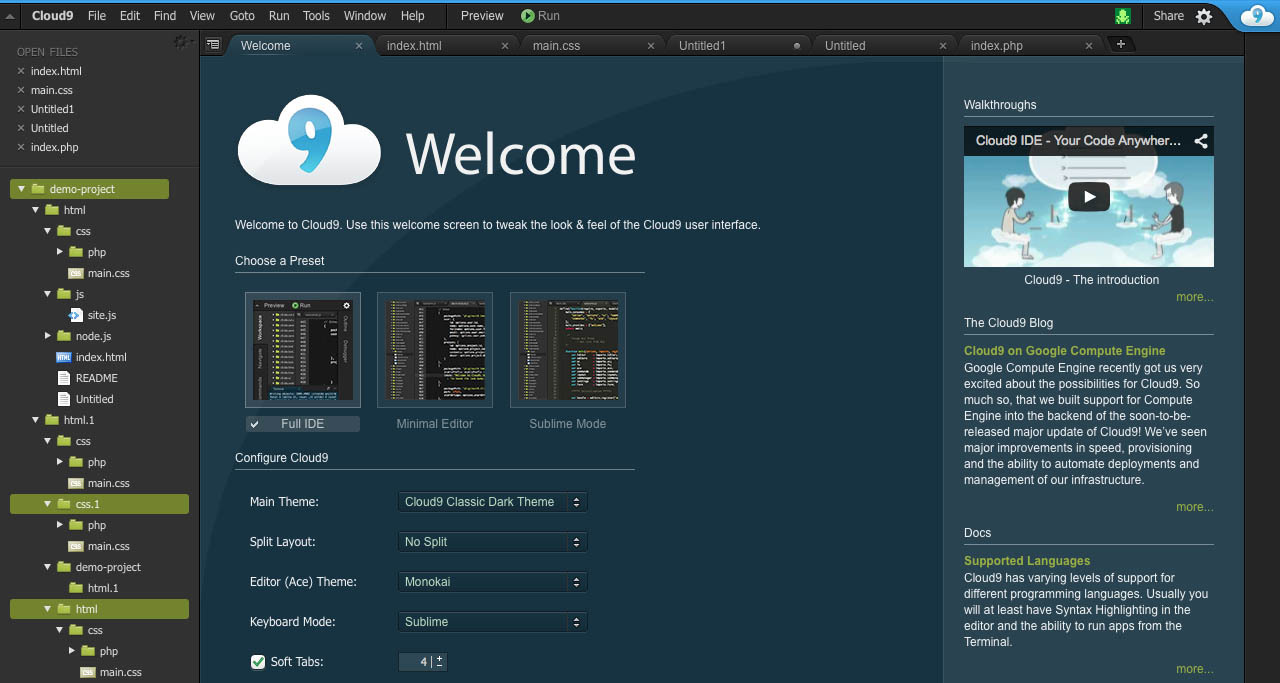 Cloud9 File Edit Find View Goto Run Tools Window Help Preview Run Share 9
OPEN FILES
index.html
main.css
Untitled1
Untitled
index.php
demo-project
html
css
php
main.css
js
site.js
node.js
index.html
README
Untitled
html.1
css
php
main.css
css.1
php
main.css
demo-project
html.1
html
css
php
main.css
Welcome index.html main.css Untitled1 Untitled index.php
9 Welcome
Welcome to Cloud9. Use this welcome screen to tweak the look & feel of the Cloud9 user interface.
Choose a Preset
Preview Run
Full IDE Minimal Editor Sublime Mode
Configure Cloud9
Main Theme: Cloud9 Classic Dark Theme
Split Layout: No Split
Editor (Ace) Theme: Monokai
Keyboard Mode: Sublime
Soft Tabs: 4
Walkthroughs
Cloud9 IDE - Your Code Anywher...
Cloud9 - The introduction
more...
The Cloud9 Blog
Cloud9 on Google Compute Engine
Google Compute Engine recently got us very
excited about the possibilities for Cloud9. So
much so, that we built support for Compute
Engine into the backend of the soon-to-be-
released major update of Cloud9! We've seen
major improvements in speed, provisioning
and the ability to automate deployments and
management of our infrastructure.
more...
Docs
Supported Languages
Cloud9 has varying levels of support for
different programming languages. Usually you
will at least have Syntax Highlighting in the
editor and the ability to run apps from the
Terminal.
more...